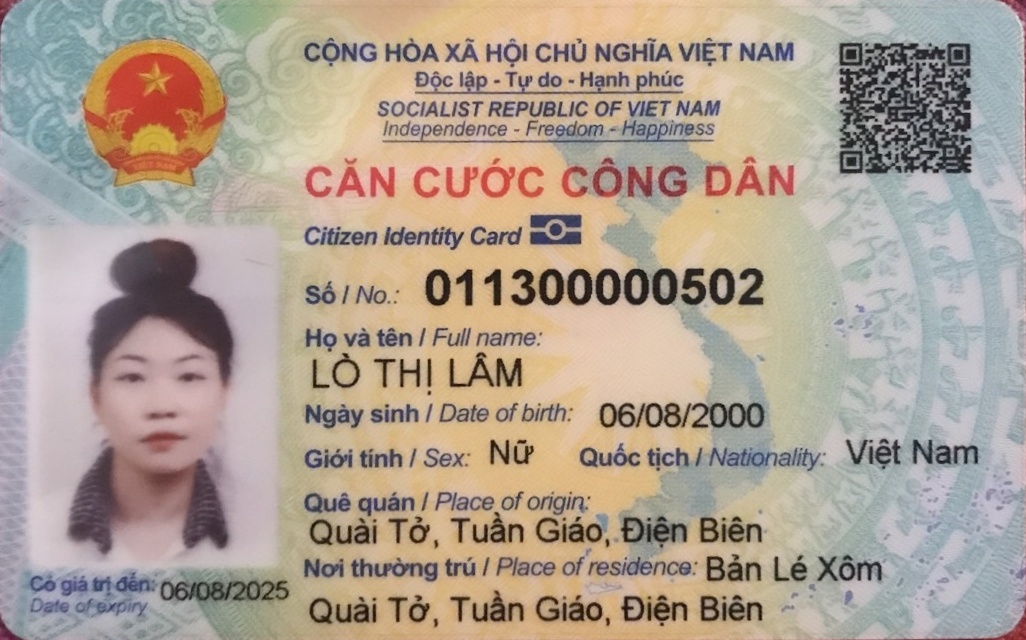 CỘNG HÒA XÃ HỘI CHỦ NGHĨA VIỆT NAM
Độc lập - Tự do - Hạnh phúc
SOCIALIST REPUBLIC OF VIET NAM
Independence - Freedom - Happiness
CĂN CƯỚC CÔNG DÂN
Citizen Identity Card
Số / No.: 011300000502
Họ và tên / Full name:
LÒ THỊ LÂM
Ngày sinh / Date of birth: 06/08/2000
Giới tính / Sex: Nữ Quốc tịch / Nationality: Việt Nam
Quê quán / Place of origin:
Quài Tở, Tuần Giáo, Điện Biên
Nơi thường trú / Place of residence: Bản Lé Xôm
Quài Tở, Tuần Giáo, Điện Biên
Có giá trị đến: 06/08/2025
Date of expiry